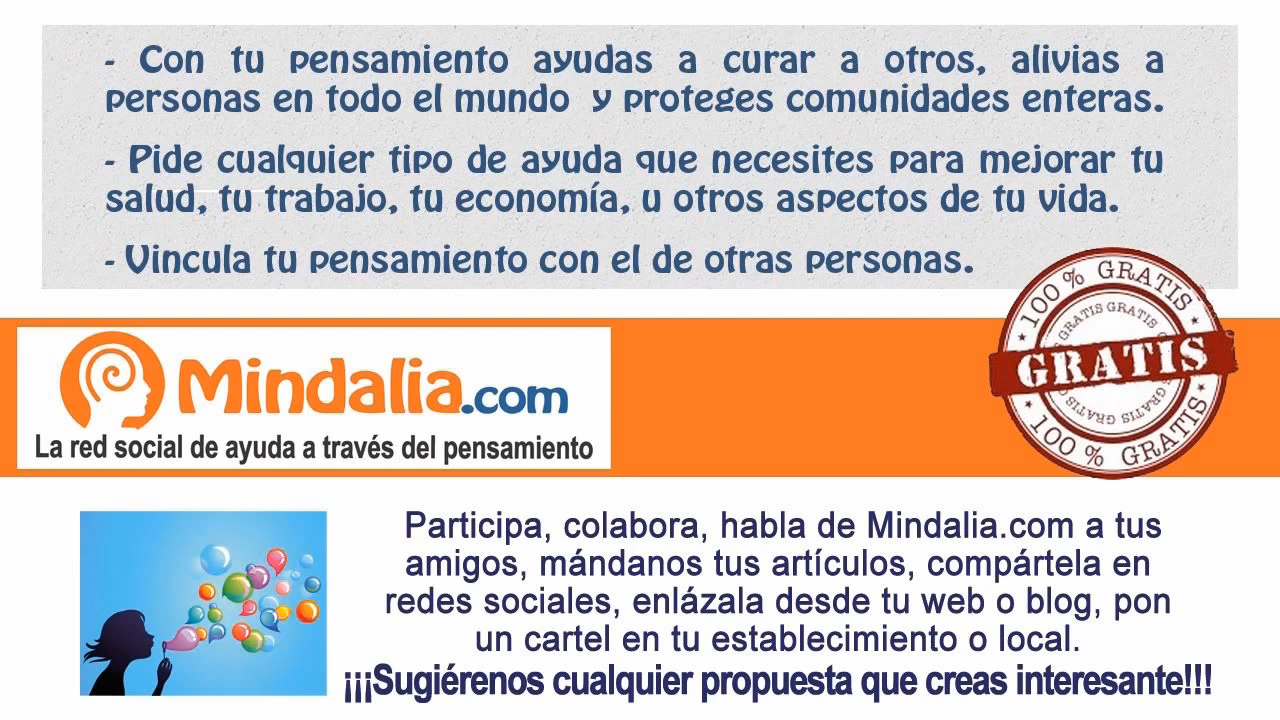 - Con tu pensamiento ayudas a curar a otros, alivias a
personas en todo el mundo y proteges comunidades enteras.
- Pide cualquier tipo de ayuda que necesites para mejorar tu
salud, tu trabajo, tu economía, u otros aspectos de tu vida.
- Vincula tu pensamiento con el de otras personas.
100 % GRATIS
GRATIS GRATIS
GRATIS
GRATIS GRATIS
100 % GRATIS
Mindalia.com
La red social de ayuda a través del pensamiento
Participa, colabora, habla de Mindalia.com a tus
amigos, mándanos tus artículos, compártela en
redes sociales, enlázala desde tu web o blog, pon
un cartel en tu establecimiento o local.
¡¡¡Sugiérenos cualquier propuesta que creas interesante!!!